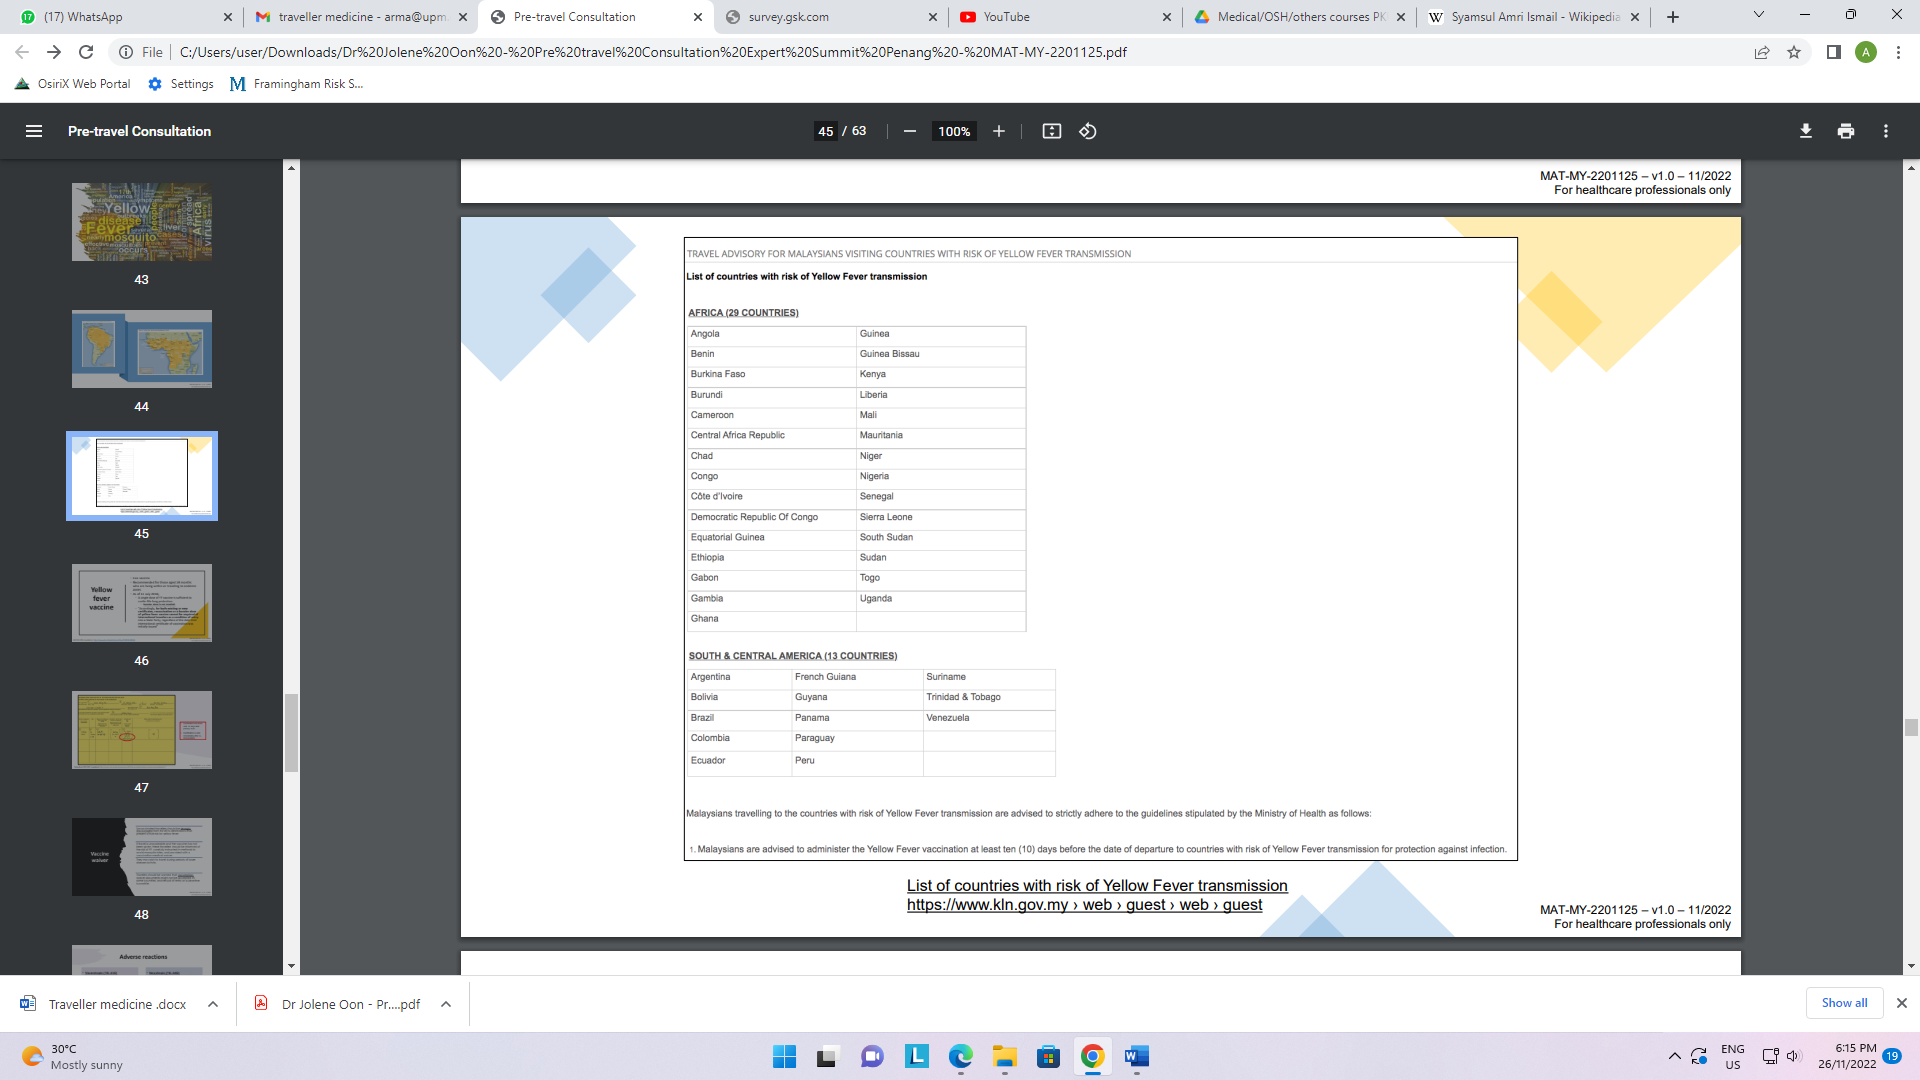 (17) WhatsApp
traveller medicine - arma@upm
Pre-travel Consultation
survey.gsk.com
YouTube
Medical/OSH/others courses PK
Syamsul Amri Ismail - Wikipedia
File
C:/Users/user/Downloads/Dr%20Jolene%20Oon%20-%20Pre%20travel%20Consultation%20Expert%20Summit%20Penang%20-%20MAT-MY-2201125.pdf
A
OsiriX Web Portal
Settings
M Framingham Risk S...
Pre-travel Consultation
45 / 63
100%
Yellow
disease
Fever
mosquito
occurs
Africa
virus
43
44
45
Yellow
fever
vaccine
46
47
Vaccine
waiver
48
Adverse reactions
MAT-MY-2201125 – v1.0 – 11/2022
For healthcare professionals only
TRAVEL ADVISORY FOR MALAYSIANS VISITING COUNTRIES WITH RISK OF YELLOW FEVER TRANSMISSION
List of countries with risk of Yellow Fever transmission
AFRICA (29 COUNTRIES)
Angola Guinea
Benin Guinea Bissau
Burkina Faso Kenya
Burundi Liberia
Cameroon Mali
Central Africa Republic Mauritania
Chad Niger
Congo Nigeria
Côte d'Ivoire Senegal
Democratic Republic Of Congo Sierra Leone
Equatorial Guinea South Sudan
Ethiopia Sudan
Gabon Togo
Gambia Uganda
Ghana
SOUTH & CENTRAL AMERICA (13 COUNTRIES)
Argentina French Guiana Suriname
Bolivia Guyana Trinidad & Tobago
Brazil Panama Venezuela
Colombia Paraguay
Ecuador Peru
Malaysians travelling to the countries with risk of Yellow Fever transmission are advised to strictly adhere to the guidelines stipulated by the Ministry of Health as follows:
1. Malaysians are advised to administer the Yellow Fever vaccination at least ten (10) days before the date of departure to countries with risk of Yellow Fever transmission for protection against infection.
List of countries with risk of Yellow Fever transmission
https://www.kln.gov.my › web › guest › web › guest
MAT-MY-2201125 – v1.0 – 11/2022
For healthcare professionals only
Traveller medicine .docx
Dr Jolene Oon - Pr....pdf
Show all
30°C
Mostly sunny
ENG
US
6:15 PM
26/11/2022
19